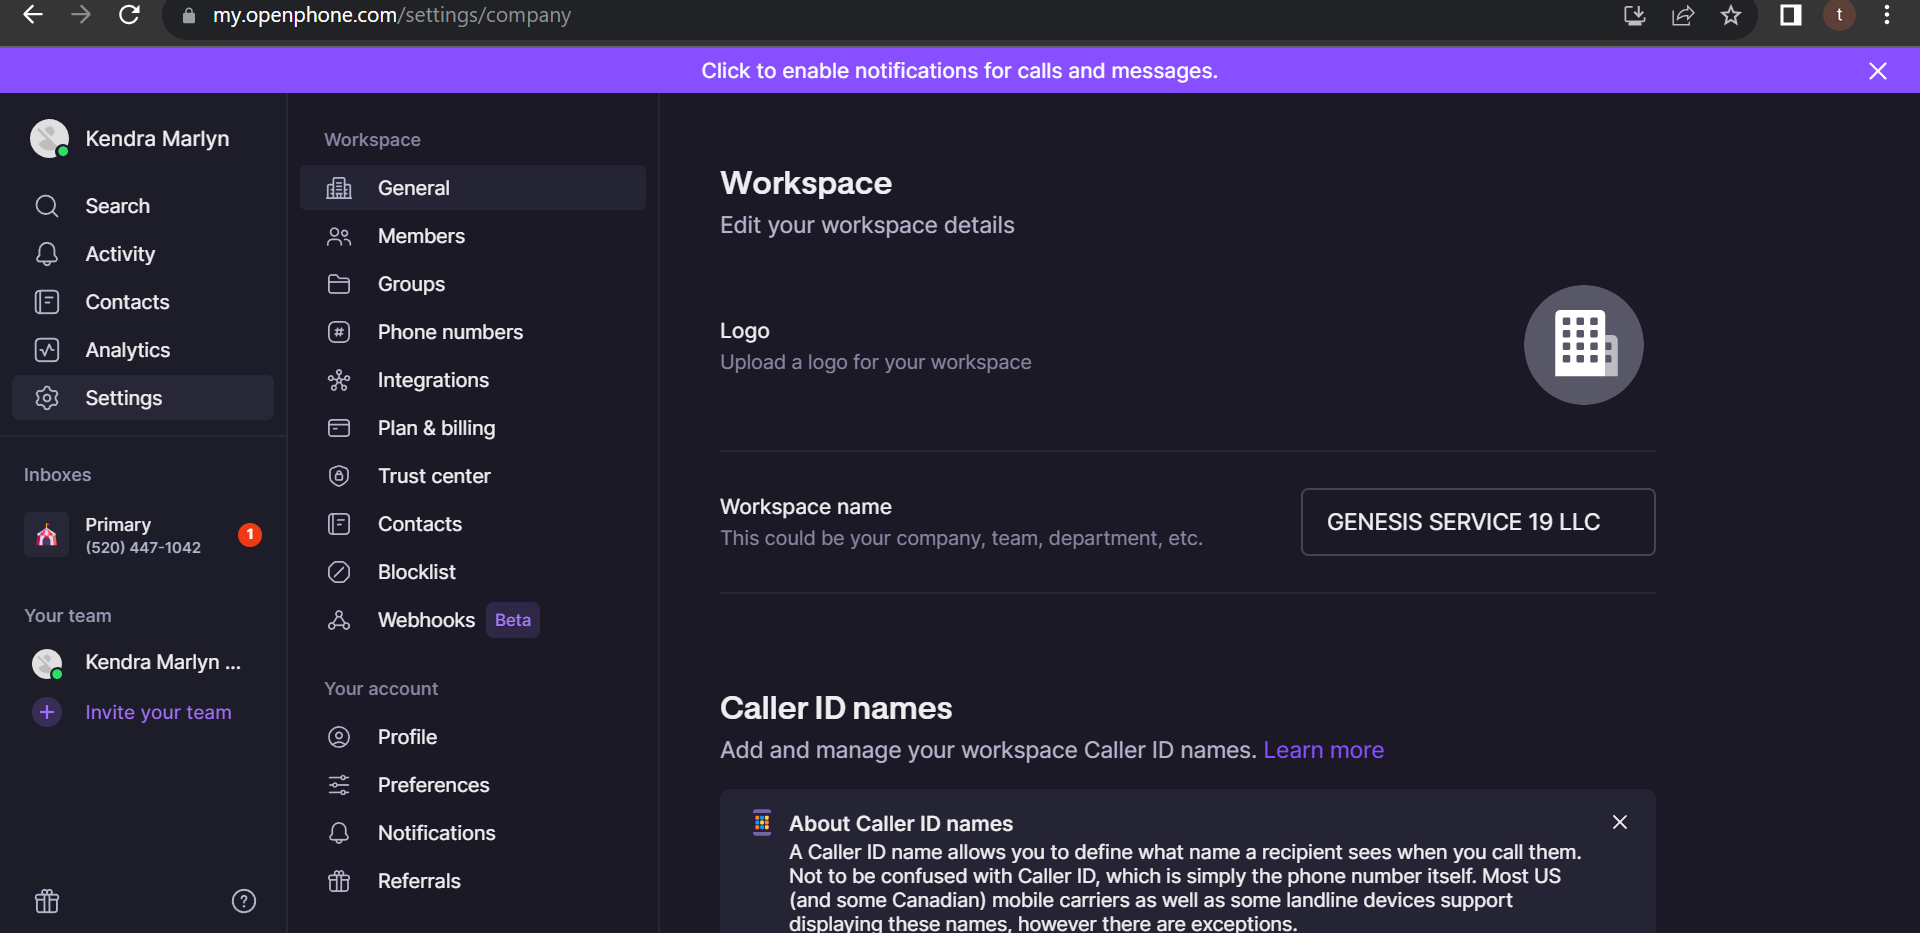 my.openphone.com/settings/company
t
Click to enable notifications for calls and messages.
Kendra Marlyn
Search
Activity
Contacts
Analytics
Settings
Inboxes
Primary
(520) 447-1042
1
Your team
Kendra Marlyn ...
Invite your team
Workspace
General
Members
Groups
Phone numbers
Integrations
Plan & billing
Trust center
Contacts
Blocklist
Webhooks Beta
Your account
Profile
Preferences
Notifications
Referrals
Workspace
Edit your workspace details
Logo
Upload a logo for your workspace
Workspace name
This could be your company, team, department, etc.
GENESIS SERVICE 19 LLC
Caller ID names
Add and manage your workspace Caller ID names. Learn more
About Caller ID names
A Caller ID name allows you to define what name a recipient sees when you call them.
Not to be confused with Caller ID, which is simply the phone number itself. Most US
(and some Canadian) mobile carriers as well as some landline devices support
displaying these names, however there are exceptions.